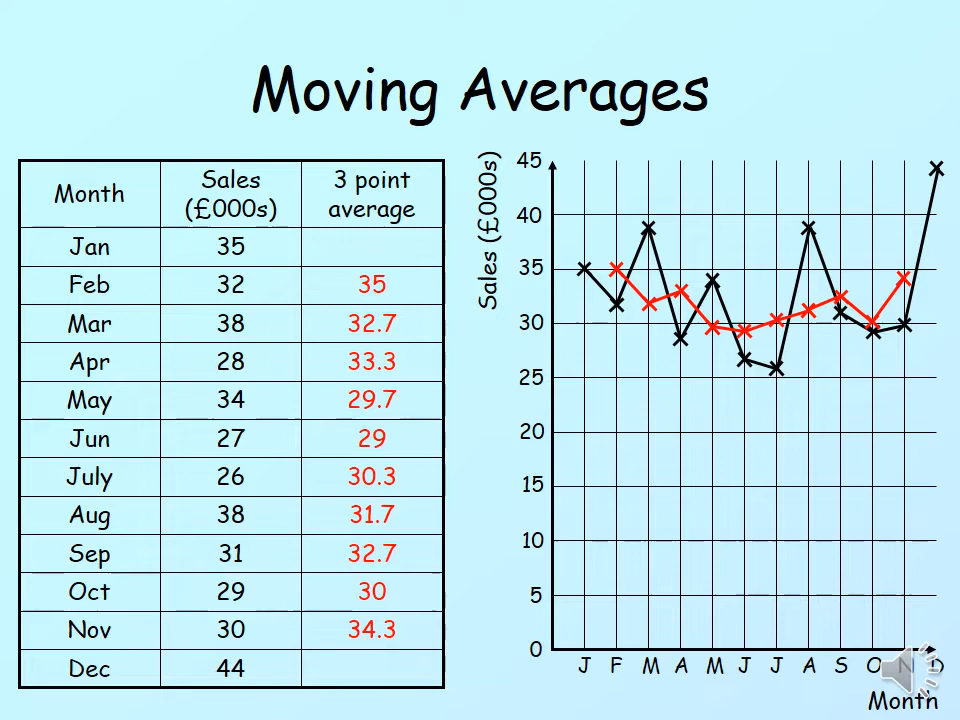 Moving Averages
Month Sales (£000s) 3 point average
Jan 35
Feb 32 35
Mar 38 32.7
Apr 28 33.3
May 34 29.7
Jun 27 29
July 26 30.3
Aug 38 31.7
Sep 31 32.7
Oct 29 30
Nov 30 34.3
Dec 44
Sales (£000s)
45
40
35
30
25
20
15
10
5
0
J F M A M J J A S O N D
Month